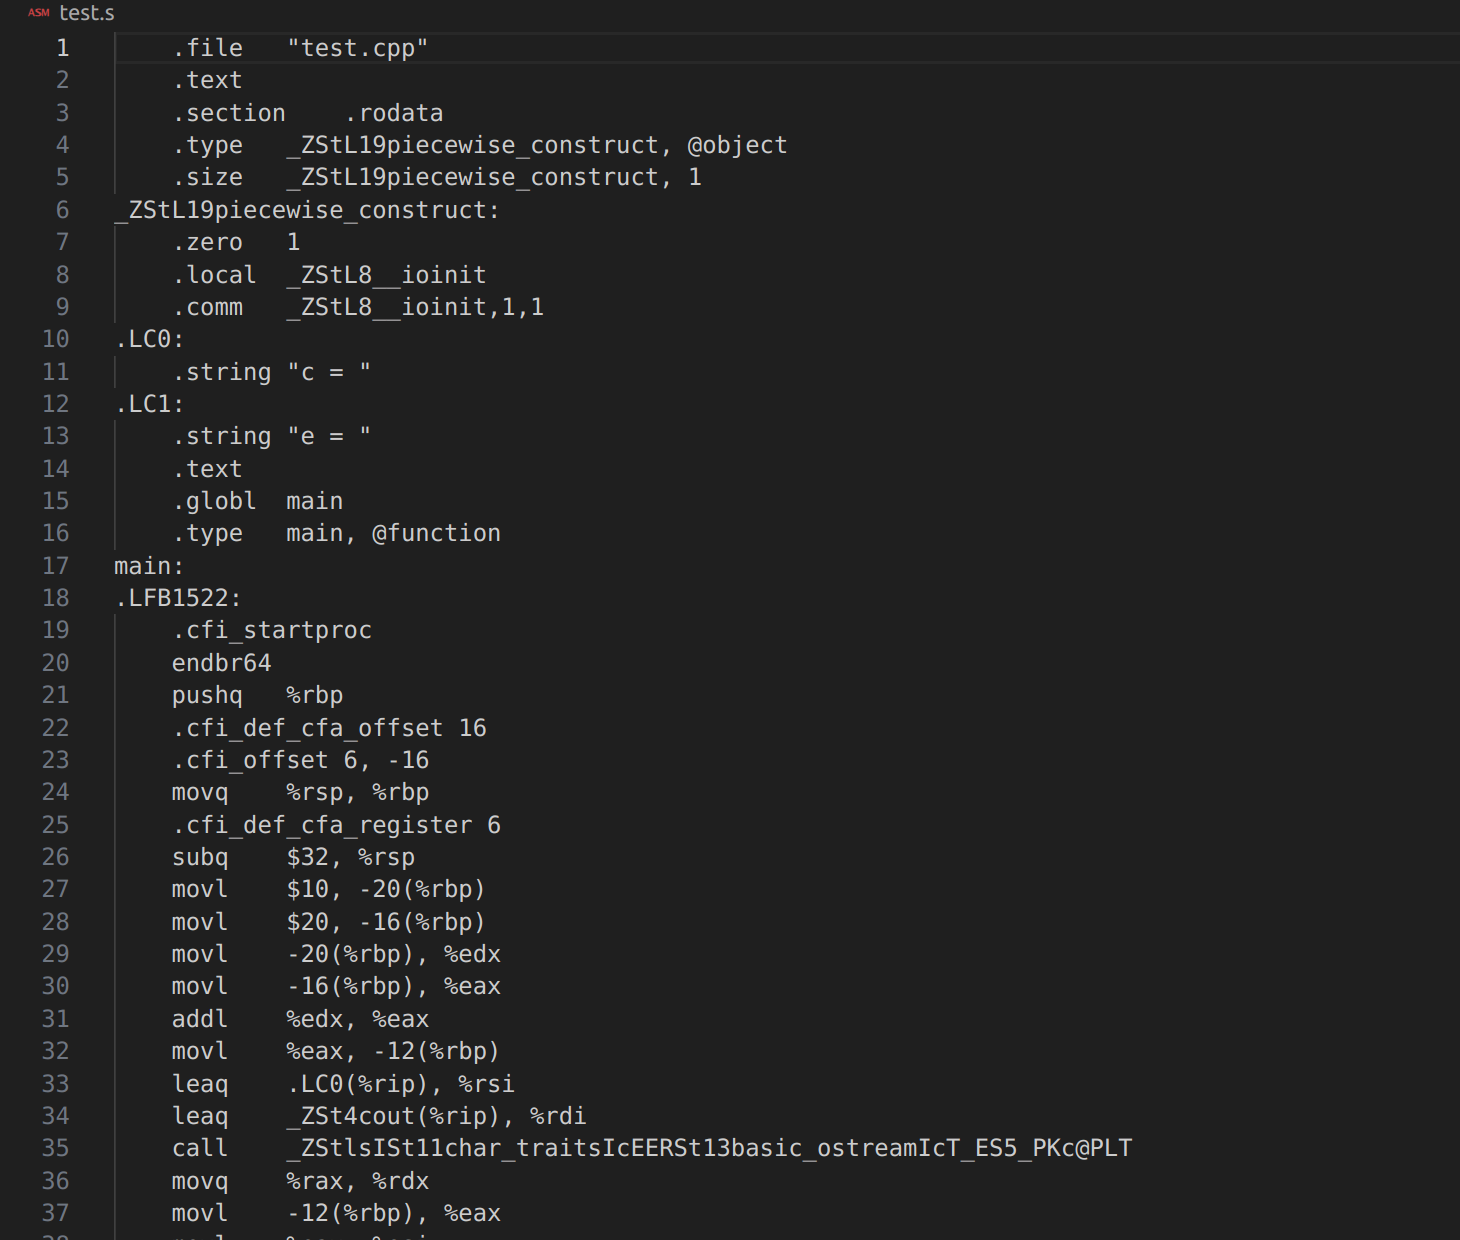 ASM test.s
1 .file "test.cpp"
2 .text
3 .section .rodata
4 .type _ZStL19piecewise_construct, @object
5 .size _ZStL19piecewise_construct, 1
6 _ZStL19piecewise_construct:
7 .zero 1
8 .local _ZStL8__ioinit
9 .comm _ZStL8__ioinit,1,1
10 .LC0:
11 .string "c = "
12 .LC1:
13 .string "e = "
14 .text
15 .globl main
16 .type main, @function
17 main:
18 .LFB1522:
19 .cfi_startproc
20 endbr64
21 pushq %rbp
22 .cfi_def_cfa_offset 16
23 .cfi_offset 6, -16
24 movq %rsp, %rbp
25 .cfi_def_cfa_register 6
26 subq $32, %rsp
27 movl $10, -20(%rbp)
28 movl $20, -16(%rbp)
29 movl -20(%rbp), %edx
30 movl -16(%rbp), %eax
31 addl %edx, %eax
32 movl %eax, -12(%rbp)
33 leaq .LC0(%rip), %rsi
34 leaq _ZSt4cout(%rip), %rdi
35 call _ZStlsISt11char_traitsIcEERSt13basic_ostreamIcT_ES5_PKc@PLT
36 movq %rax, %rdx
37 movl -12(%rbp), %eax